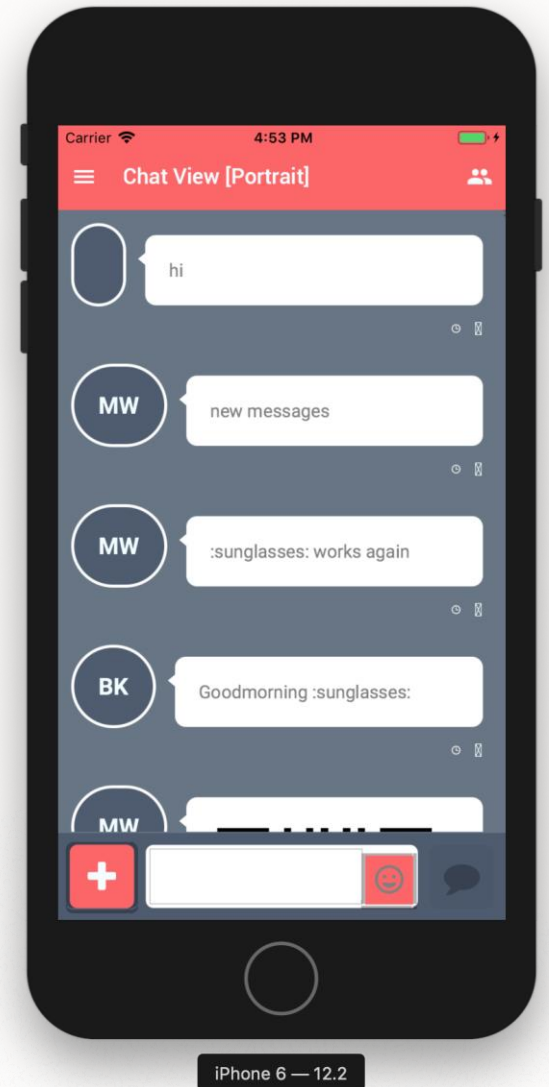 Carrier 4:53 PM
Chat View [Portrait]
hi
MW new messages
MW :sunglasses: works again
BK Goodmorning :sunglasses:
MW
iPhone 6 — 12.2